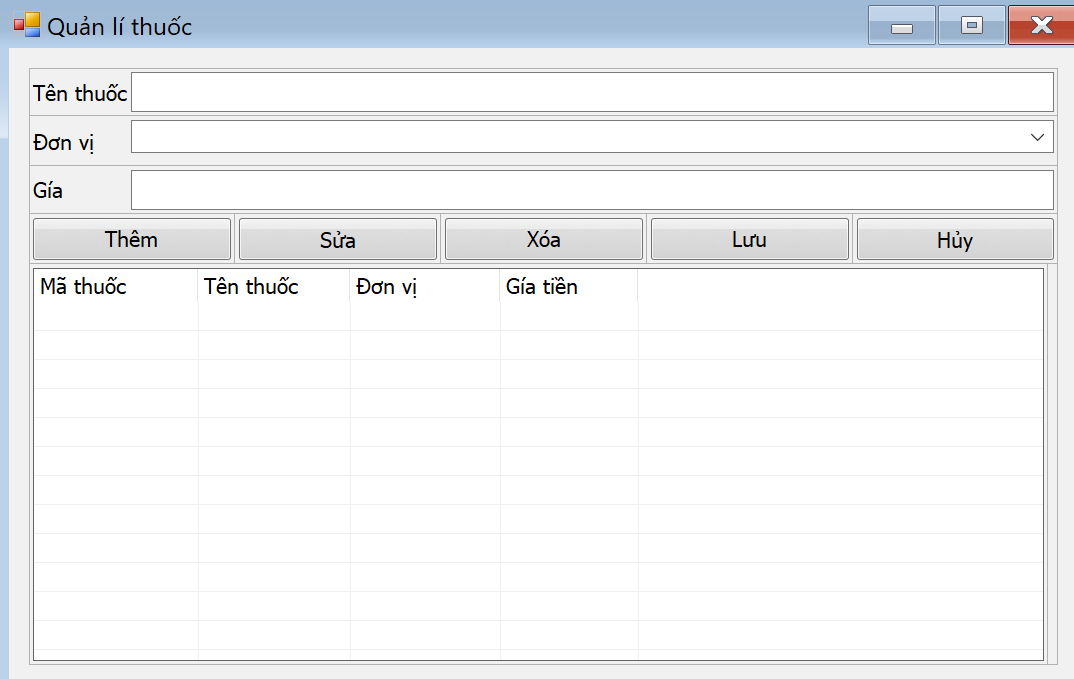 Quản lí thuốc
Tên thuốc
Đơn vị
Gía
Thêm Sửa Xóa Lưu Hủy
Mã thuốc Tên thuốc Đơn vị Gía tiền